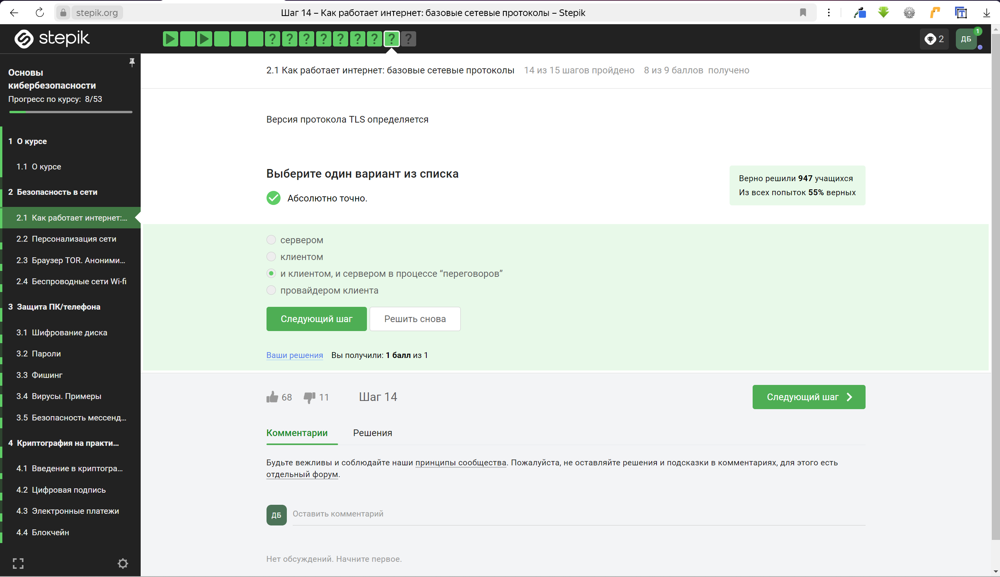 stepik.org
Шаг 14 – Как работает интернет: базовые сетевые протоколы – Stepik
stepik
? ? ? ? ? ? ? ? ?
2
ДБ
1
Основы
кибербезопасности
Прогресс по курсу: 8/53
1 О курсе
1.1 О курсе
2 Безопасность в сети
2.1 Как работает интернет:...
2.2 Персонализация сети
2.3 Браузер TOR. Аноними...
2.4 Беспроводные сети Wi-fi
3 Защита ПК/телефона
3.1 Шифрование диска
3.2 Пароли
3.3 Фишинг
3.4 Вирусы. Примеры
3.5 Безопасность мессенд...
4 Криптография на практи...
4.1 Введение в криптогра...
4.2 Цифровая подпись
4.3 Электронные платежи
4.4 Блокчейн
2.1 Как работает интернет: базовые сетевые протоколы 14 из 15 шагов пройдено 8 из 9 баллов получено
Версия протокола TLS определяется
Выберите один вариант из списка
Абсолютно точно.
Верно решили 947 учащихся
Из всех попыток 55% верных
сервером
клиентом
и клиентом, и сервером в процессе “переговоров”
провайдером клиента
Следующий шаг
Решить снова
Ваши решения Вы получили: 1 балл из 1
68 11 Шаг 14
Следующий шаг
Комментарии Решения
Будьте вежливы и соблюдайте наши принципы сообщества. Пожалуйста, не оставляйте решения и подсказки в комментариях, для этого есть
отдельный форум.
ДБ Оставить комментарий
Нет обсуждений. Начните первое.